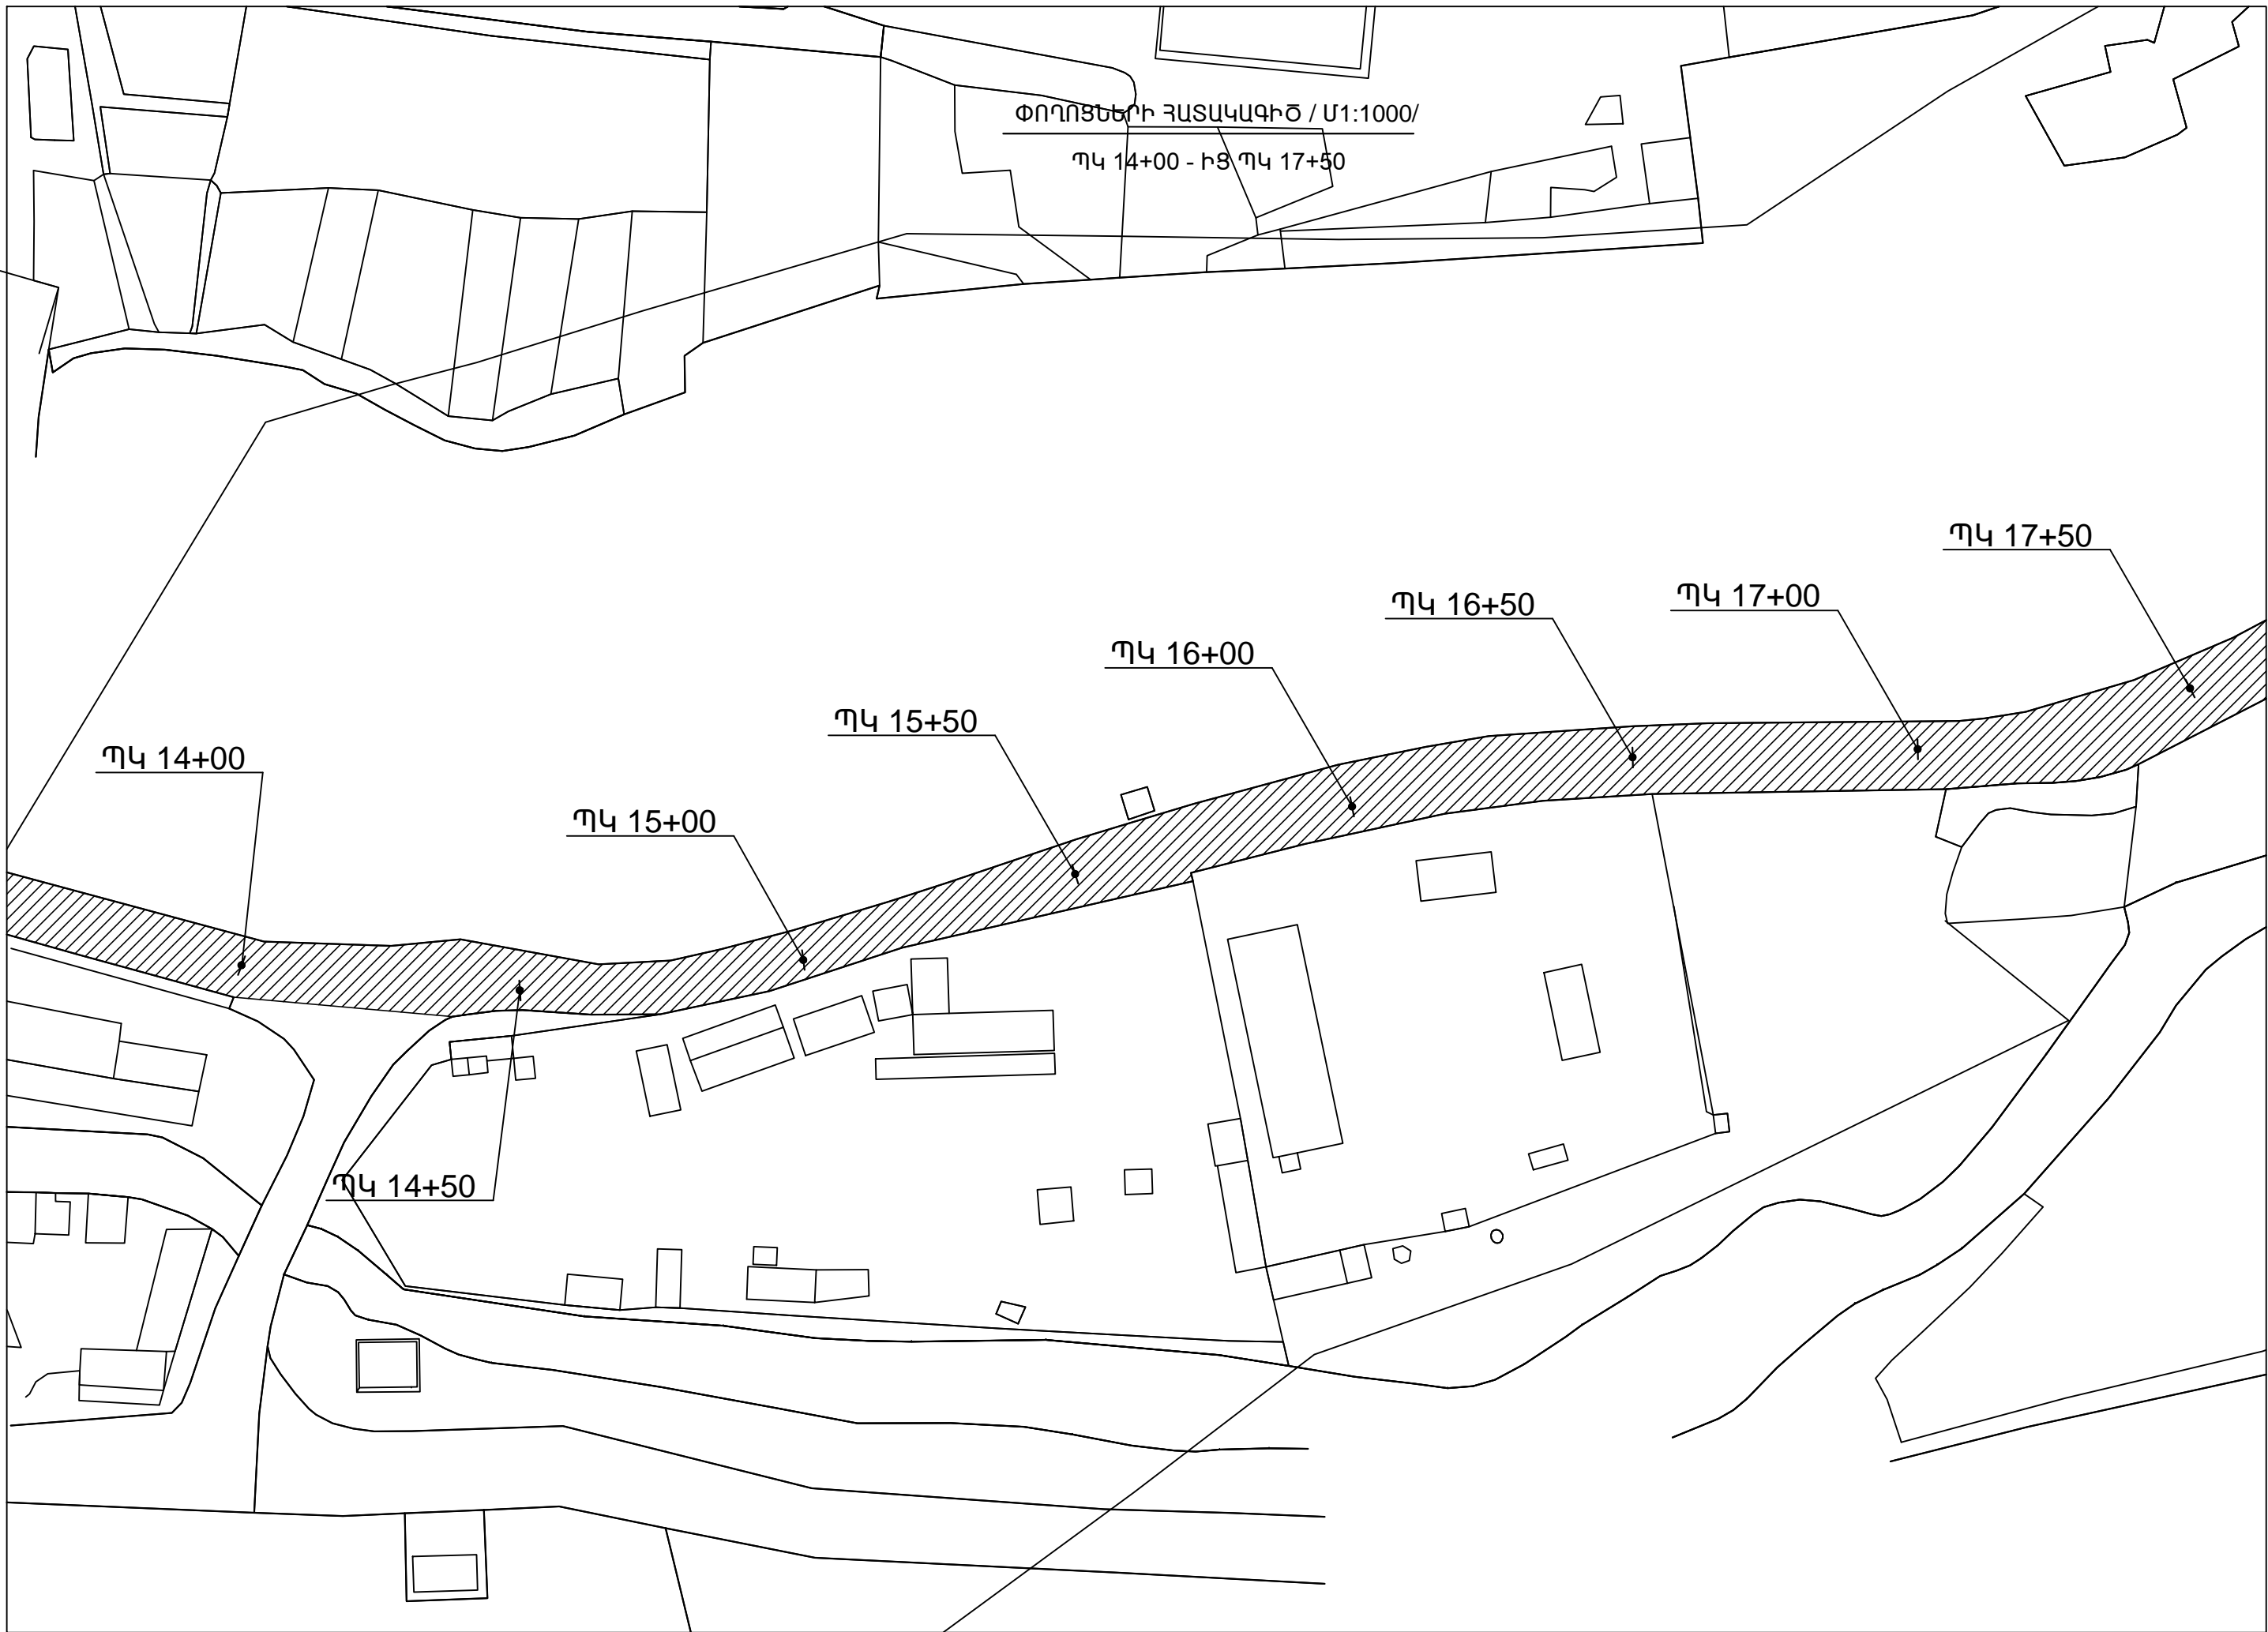 ՓՈՂՈՑՆԵՐԻ ՀԱՏԱԿԱԳԻԾ / Մ1:1000/
ՊԿ 14+00 - ԻՑ ՊԿ 17+50
ՊԿ 17+50
ՊԿ 17+00
ՊԿ 16+50
ՊԿ 16+00
ՊԿ 15+50
ՊԿ 14+00
ՊԿ 15+00
ՊԿ 14+50